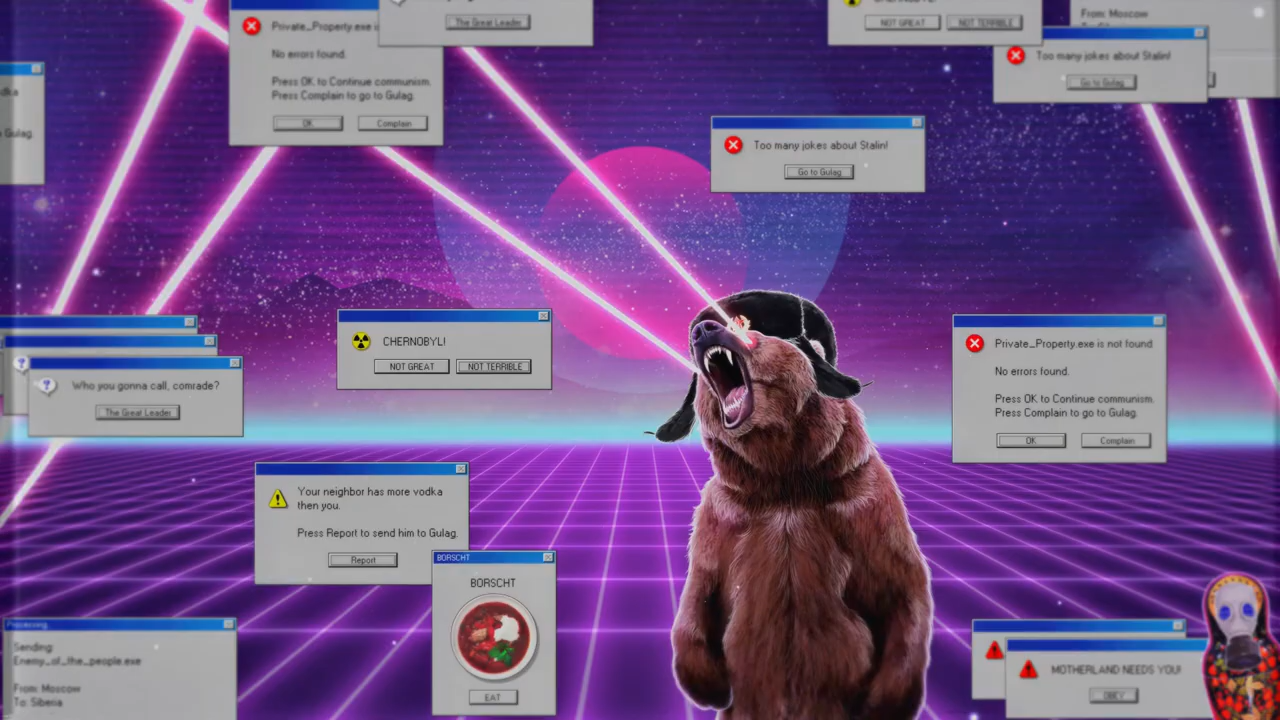 Private_Property.exe i
No errors found.
Press OK to Continue communism.
Press Complain to go to Gulag.
OK
Complain
The Great Leader
NOT GREAT
NOT TERRIBLE
From: Moscow
Too many jokes about Stalin!
Go to Gulag
Gulag.
Too many jokes about Stalin!
Go to Gulag
CHERNOBYL!
NOT GREAT
NOT TERRIBLE
Who you gonna call, comrade?
The Great Leader
Private_Property.exe is not found
No errors found.
Press OK to Continue communism.
Press Complain to go to Gulag.
OK
Complain
Your neighbor has more vodka
then you.
Press Report to send him to Gulag.
Report
BORSCHT
BORSCHT
EAT
Processing
Sending:
Enemy_of_the_people.exe
From: Moscow
To: Siberia
MOTHERLAND NEEDS YOU!
OBEY